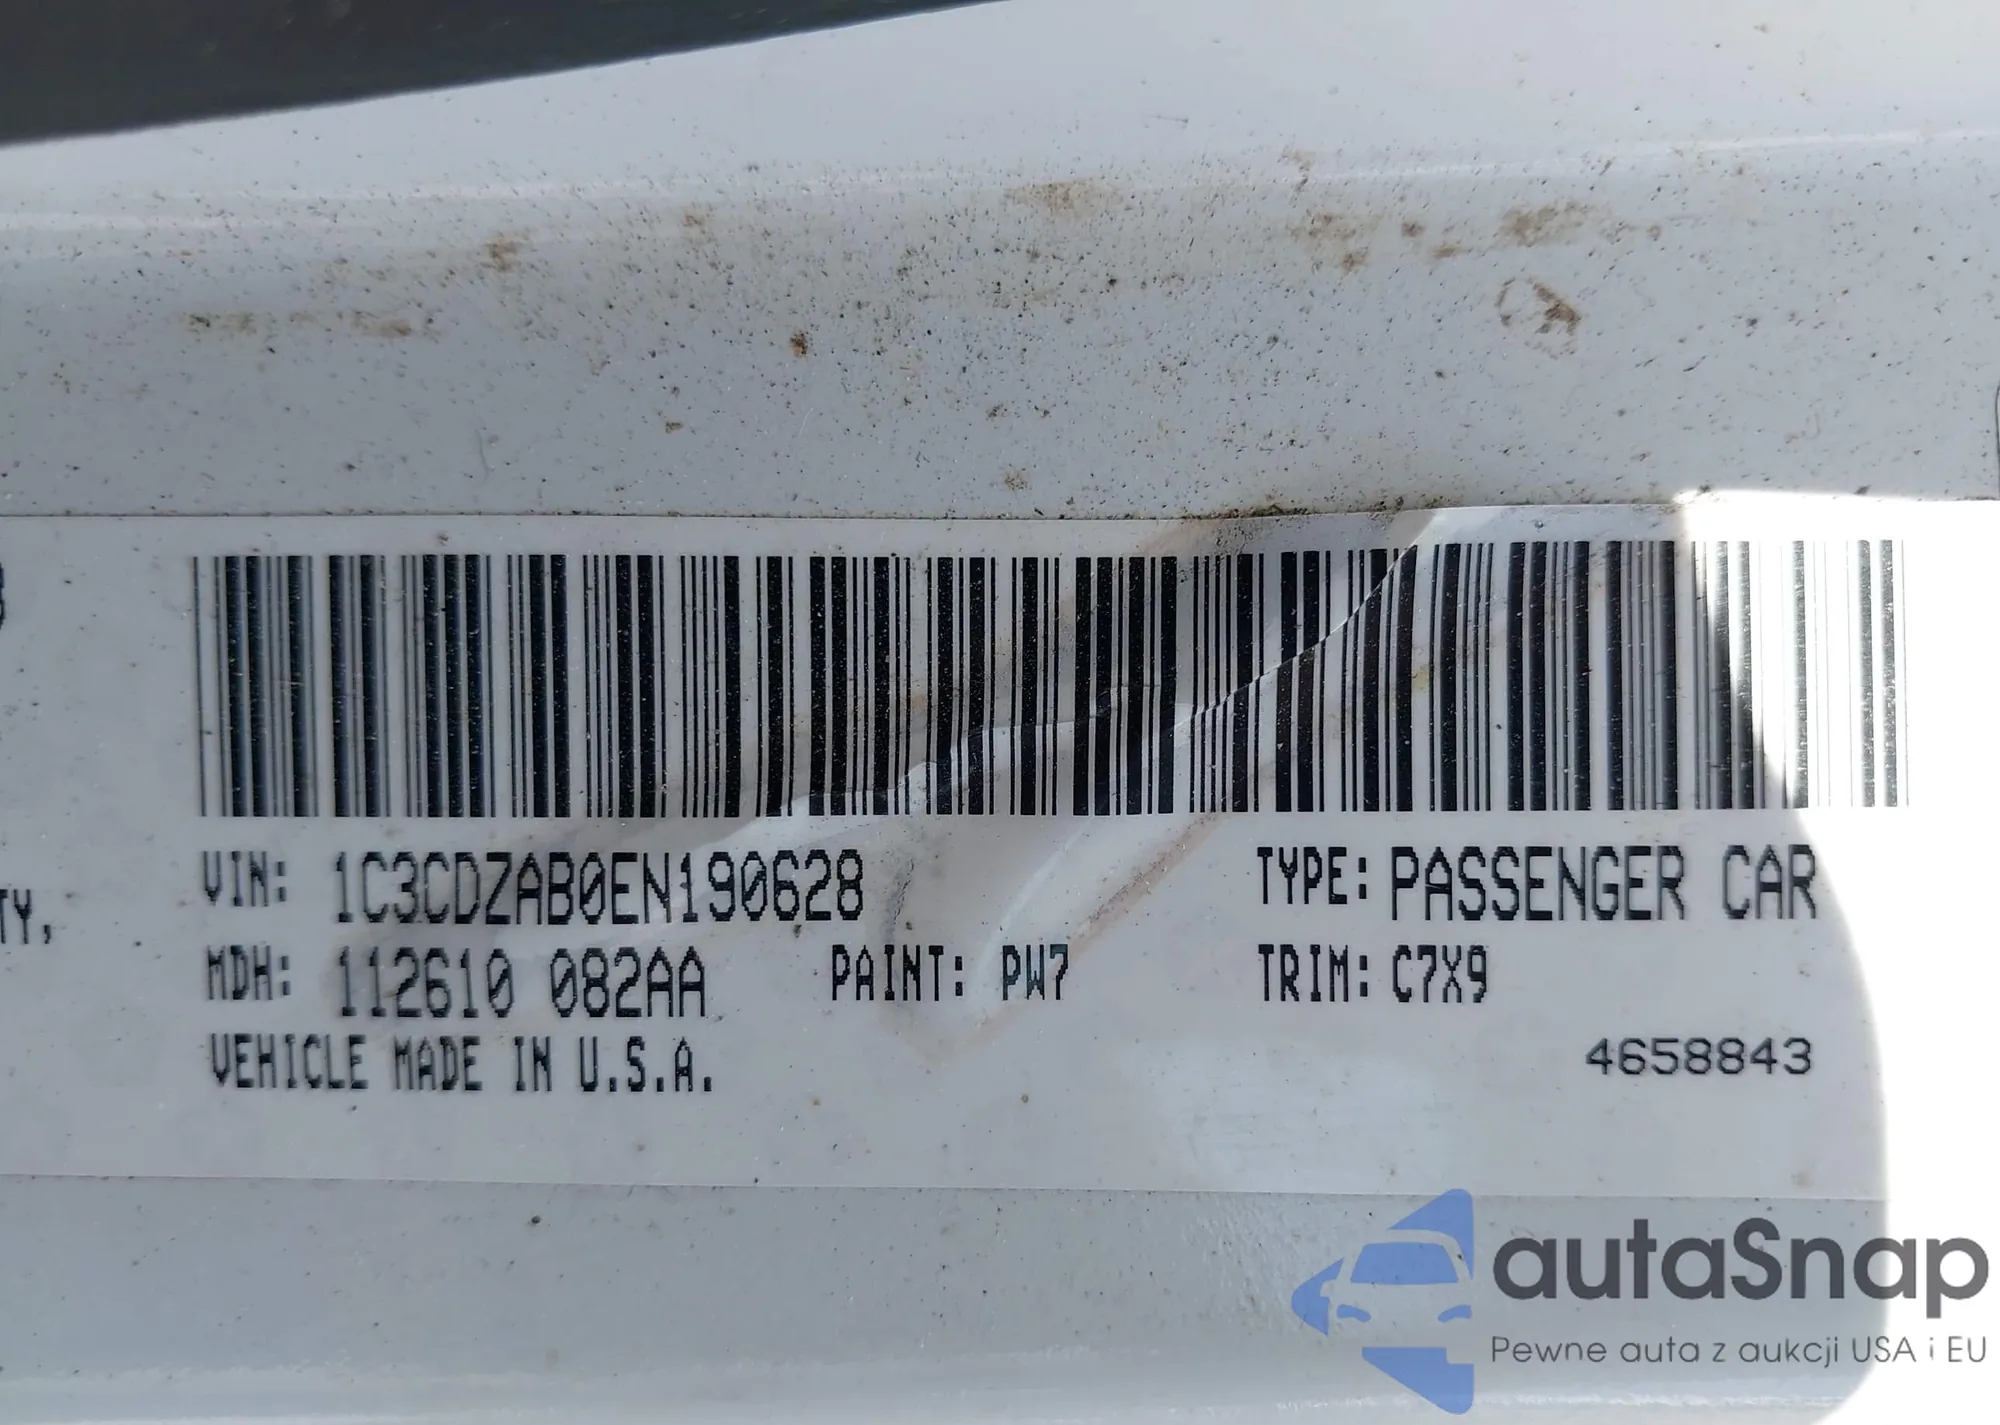 TY,
VIN: 1C3CDZAB0EN190628 TYPE: PASSENGER CAR
MDH: 112610 082AA PAINT: PW7 TRIM: C7X9
VEHICLE MADE IN U.S.A.
4658843
autaSnap
Pewne auta z aukcji USA i EU